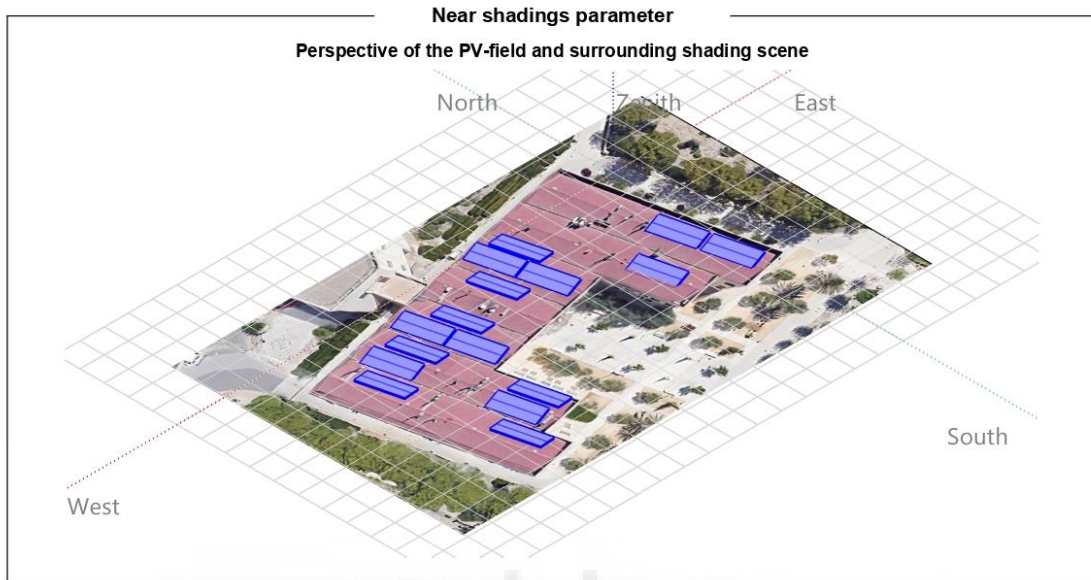 Near shadings parameter
Perspective of the PV-field and surrounding shading scene
North
Zenith
East
West
South